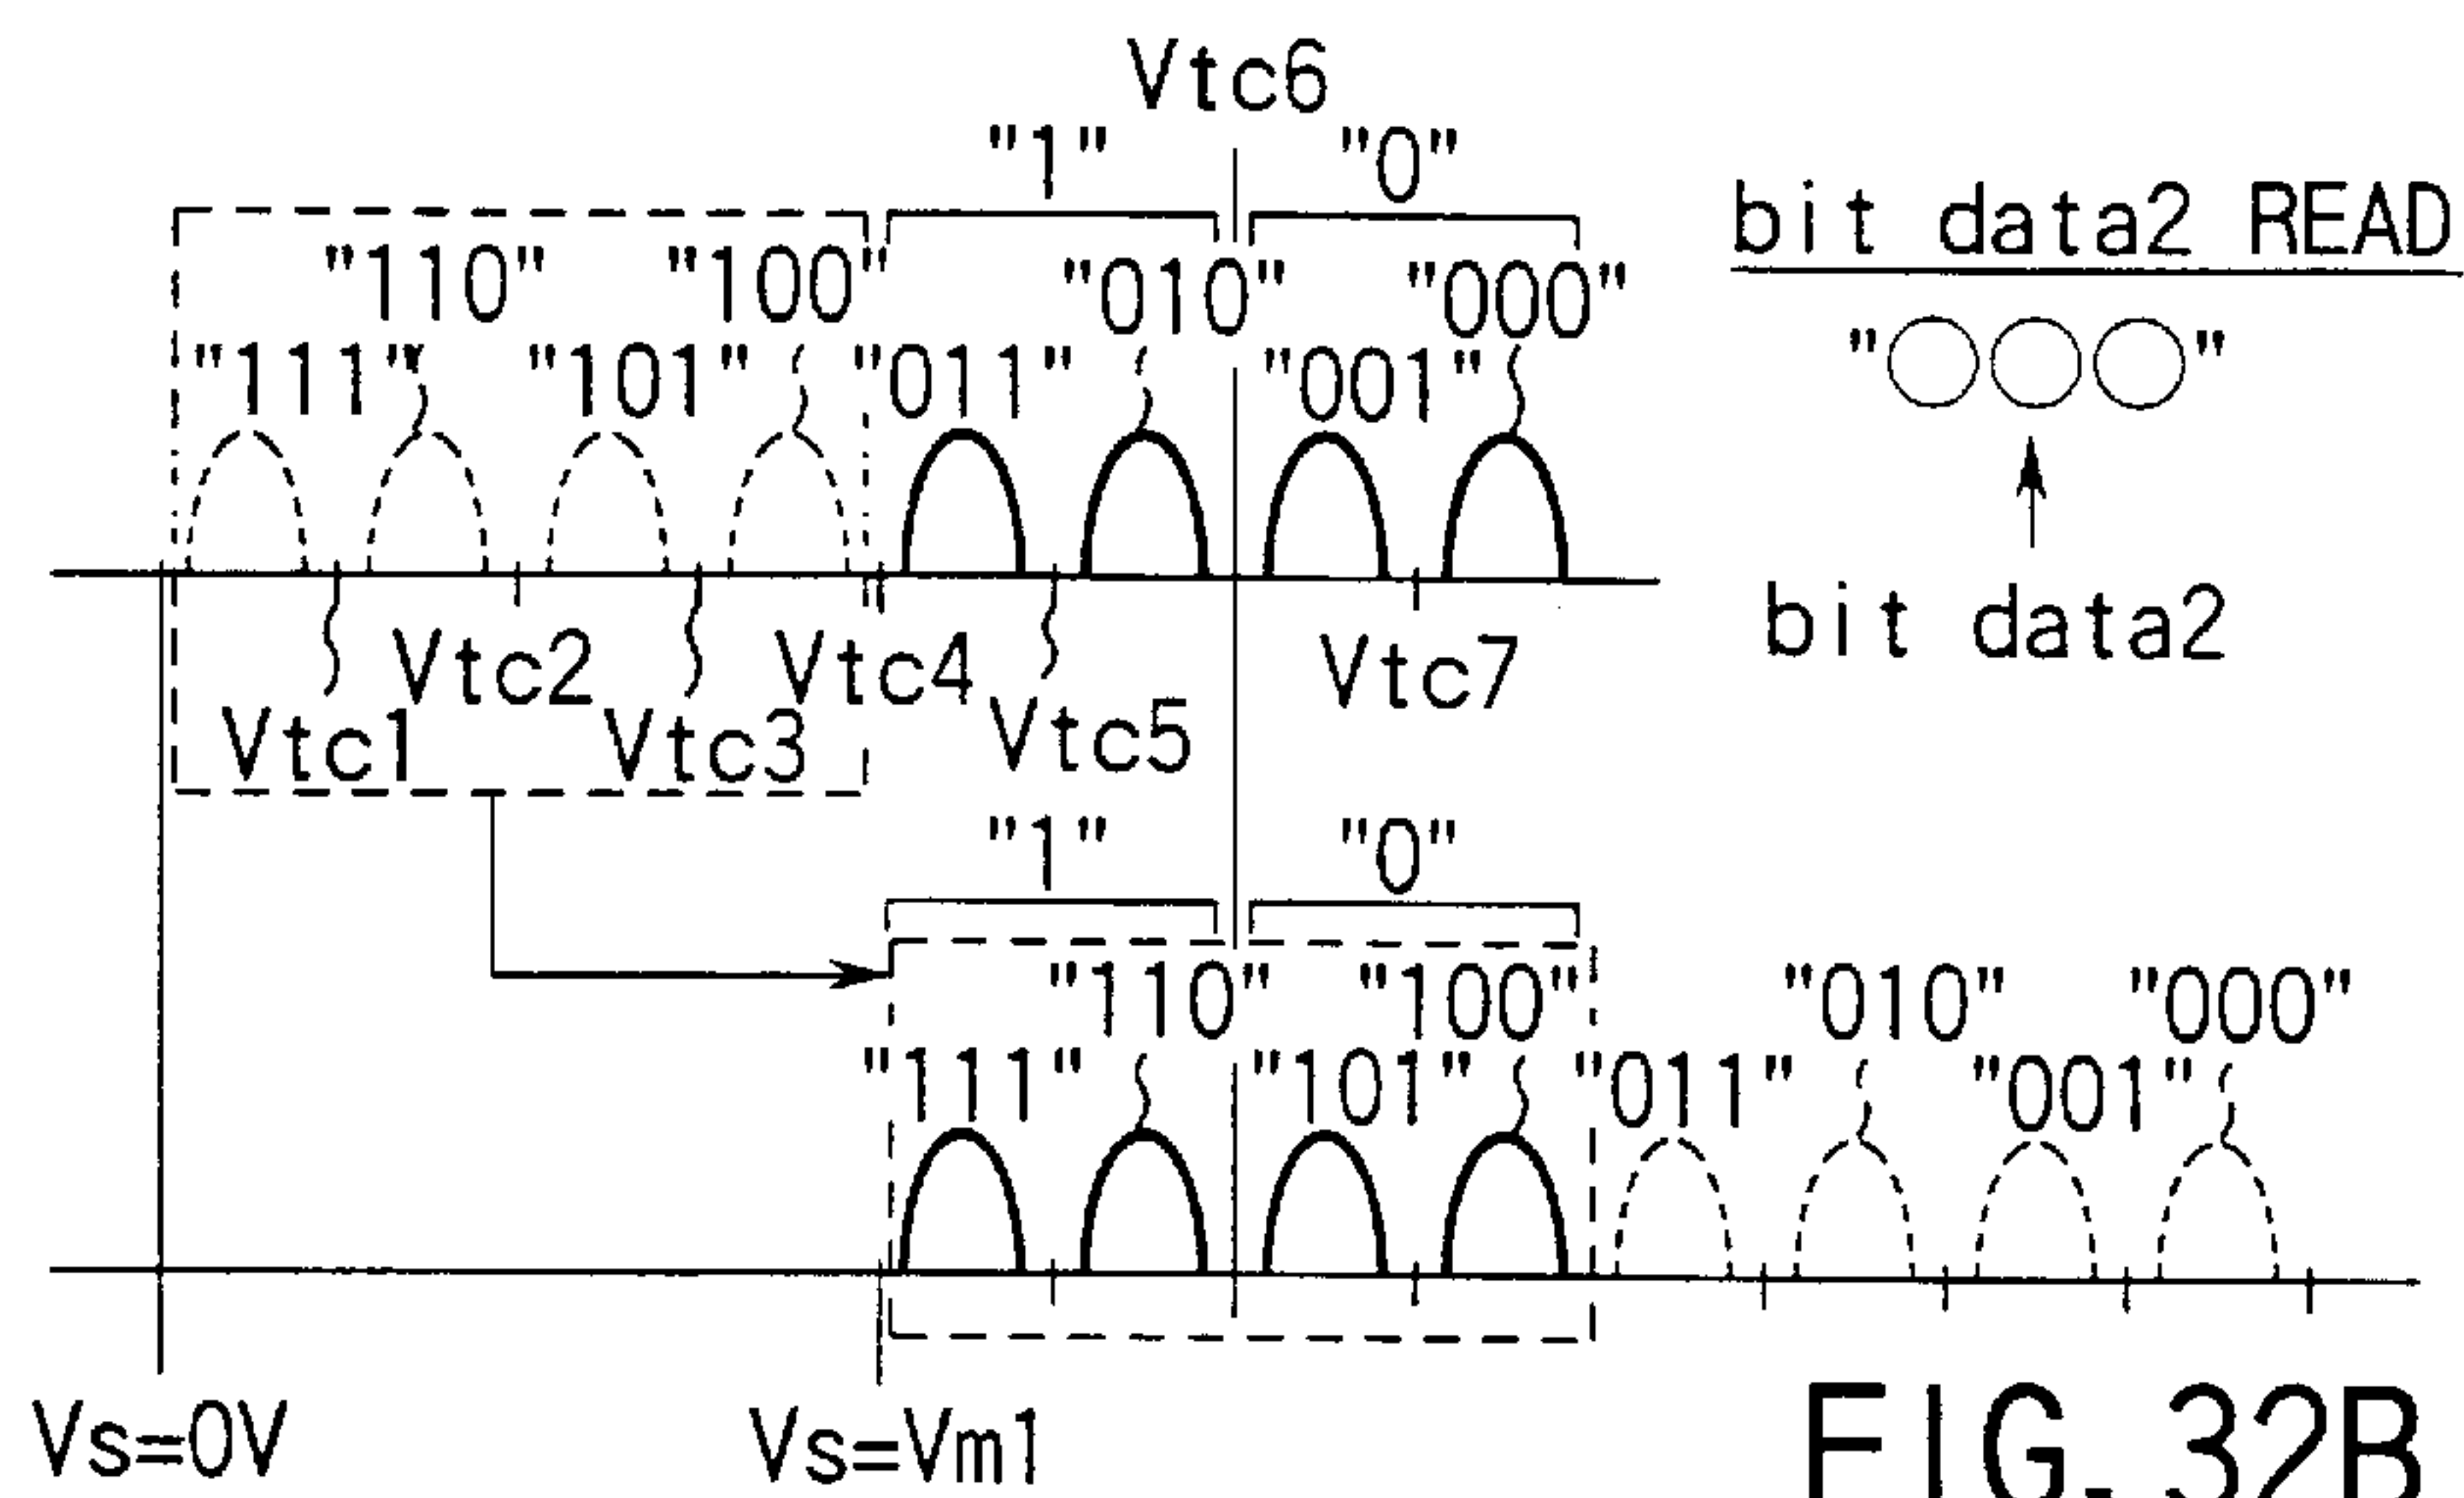 Vtc6
"1" "0"
bit data2 READ
"110" "100" "010" "000"
"○○○"
"111" "101" "011" "001"
bit data2
Vtc2 Vtc4 Vtc7
Vtc1 Vtc3 Vtc5
"1" "0"
"110" "100" "010" "000"
"111" "101" "011" "001"
Vs=0V Vs=Vm1
FIG. 32B